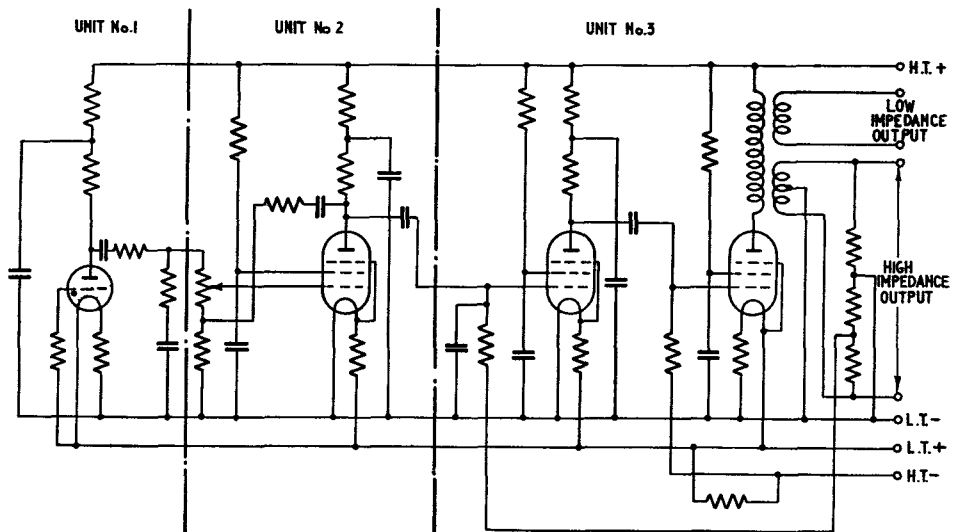 UNIT No.1
UNIT No 2
UNIT No.3
H.T.+
LOW
IMPEDANCE
OUTPUT
HIGH
IMPEDANCE
OUTPUT
L.T.-
L.T.+
H.T.-